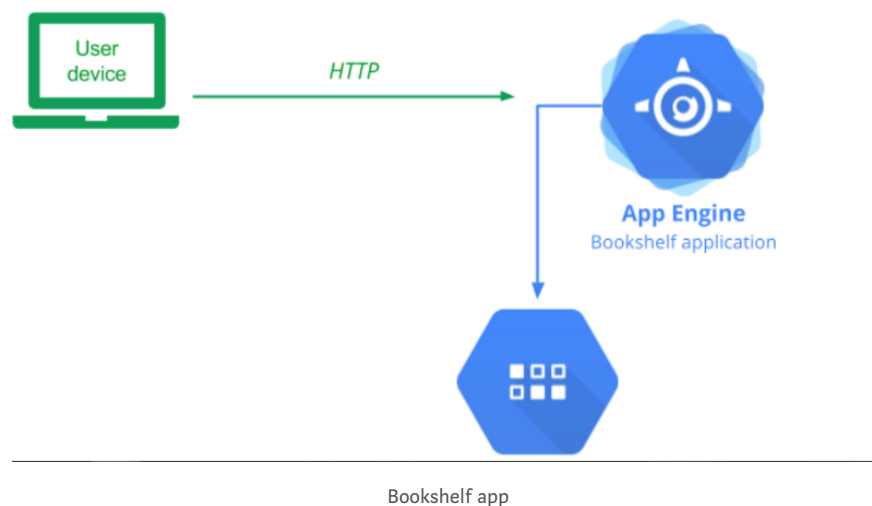 User
device
HTTP
App Engine
Bookshelf application
Bookshelf app